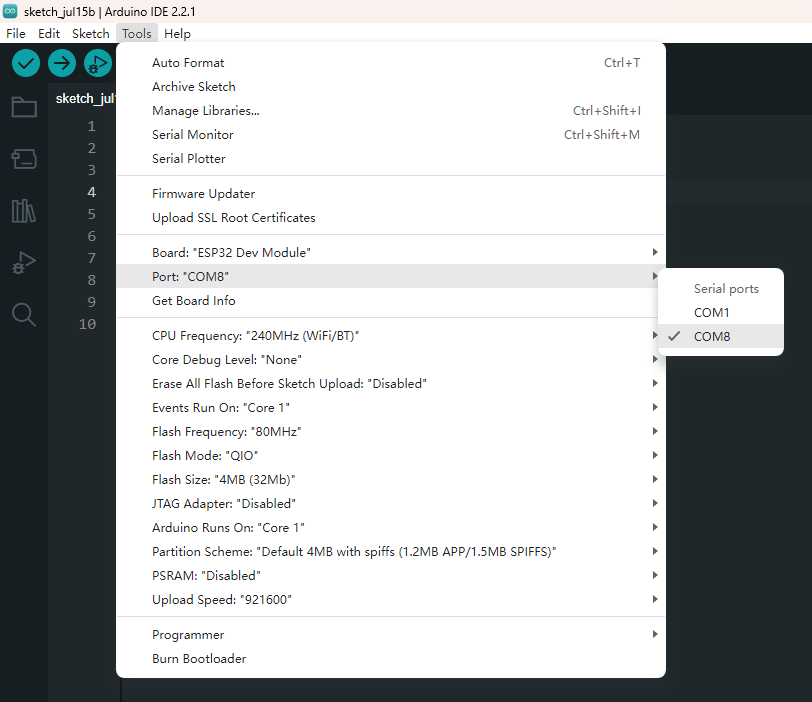 sketch_jul15b | Arduino IDE 2.2.1
File Edit Sketch Tools Help
sketch_jul1
1
2
3
4
5
6
7
8
9
10
Auto Format Ctrl+T
Archive Sketch
Manage Libraries... Ctrl+Shift+I
Serial Monitor Ctrl+Shift+M
Serial Plotter
Firmware Updater
Upload SSL Root Certificates
Board: "ESP32 Dev Module"
Port: "COM8"
Get Board Info
CPU Frequency: "240MHz (WiFi/BT)"
Core Debug Level: "None"
Erase All Flash Before Sketch Upload: "Disabled"
Events Run On: "Core 1"
Flash Frequency: "80MHz"
Flash Mode: "QIO"
Flash Size: "4MB (32Mb)"
JTAG Adapter: "Disabled"
Arduino Runs On: "Core 1"
Partition Scheme: "Default 4MB with spiffs (1.2MB APP/1.5MB SPIFFS)"
PSRAM: "Disabled"
Upload Speed: "921600"
Programmer
Burn Bootloader
Serial ports
COM1
COM8